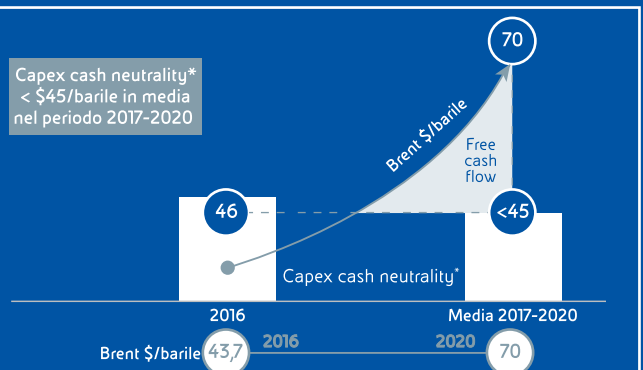 70
Capex cash neutrality*
< $45/barile in media
nel periodo 2017-2020
Brent $/barile
Free
cash
flow
46
<45
Capex cash neutrality*
2016
Media 2017-2020
Brent $/barile 43,7 2016 2020 70